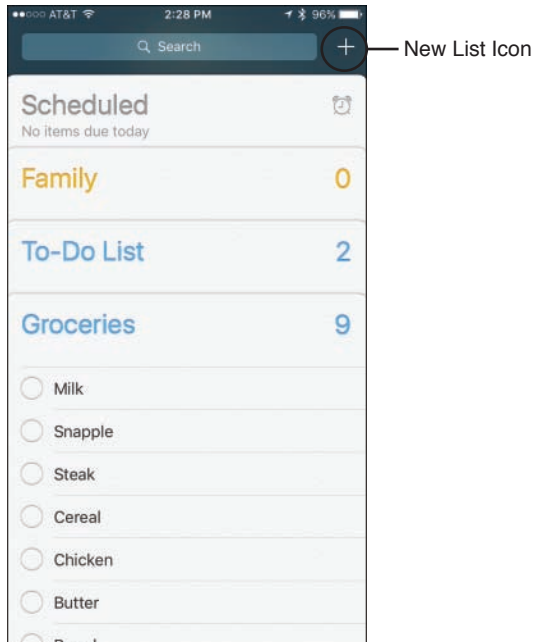 AT&T 2:28 PM 96%
Search
New List Icon
Scheduled
No items due today
Family 0
To-Do List 2
Groceries 9
Milk
Snapple
Steak
Cereal
Chicken
Butter